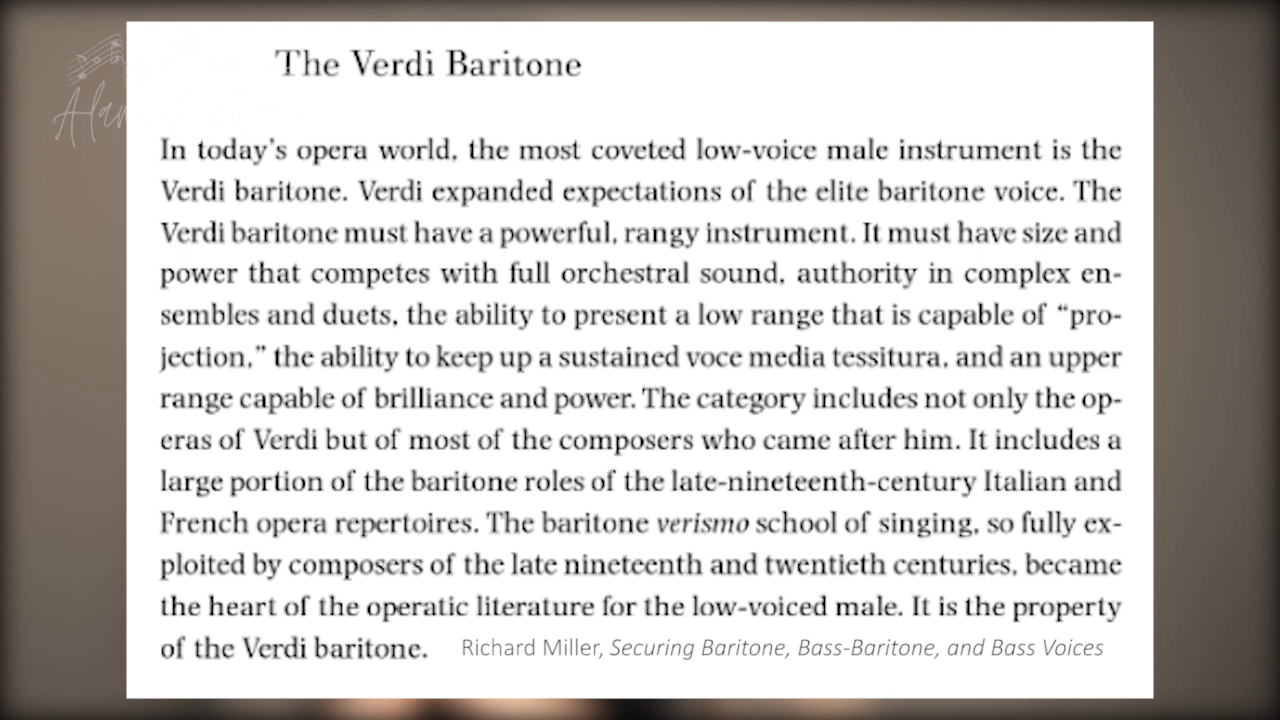 The Verdi Baritone
In today's opera world, the most coveted low-voice male instrument is the
Verdi baritone. Verdi expanded expectations of the elite baritone voice. The
Verdi baritone must have a powerful, rangy instrument. It must have size and
power that competes with full orchestral sound, authority in complex en-
sembles and duets, the ability to present a low range that is capable of “pro-
jection,” the ability to keep up a sustained voce media tessitura, and an upper
range capable of brilliance and power. The category includes not only the op-
eras of Verdi but of most of the composers who came after him. It includes a
large portion of the baritone roles of the late-nineteenth-century Italian and
French opera repertoires. The baritone verismo school of singing, so fully ex-
ploited by composers of the late nineteenth and twentieth centuries, became
the heart of the operatic literature for the low-voiced male. It is the property
of the Verdi baritone. Richard Miller, Securing Baritone, Bass-Baritone, and Bass Voices